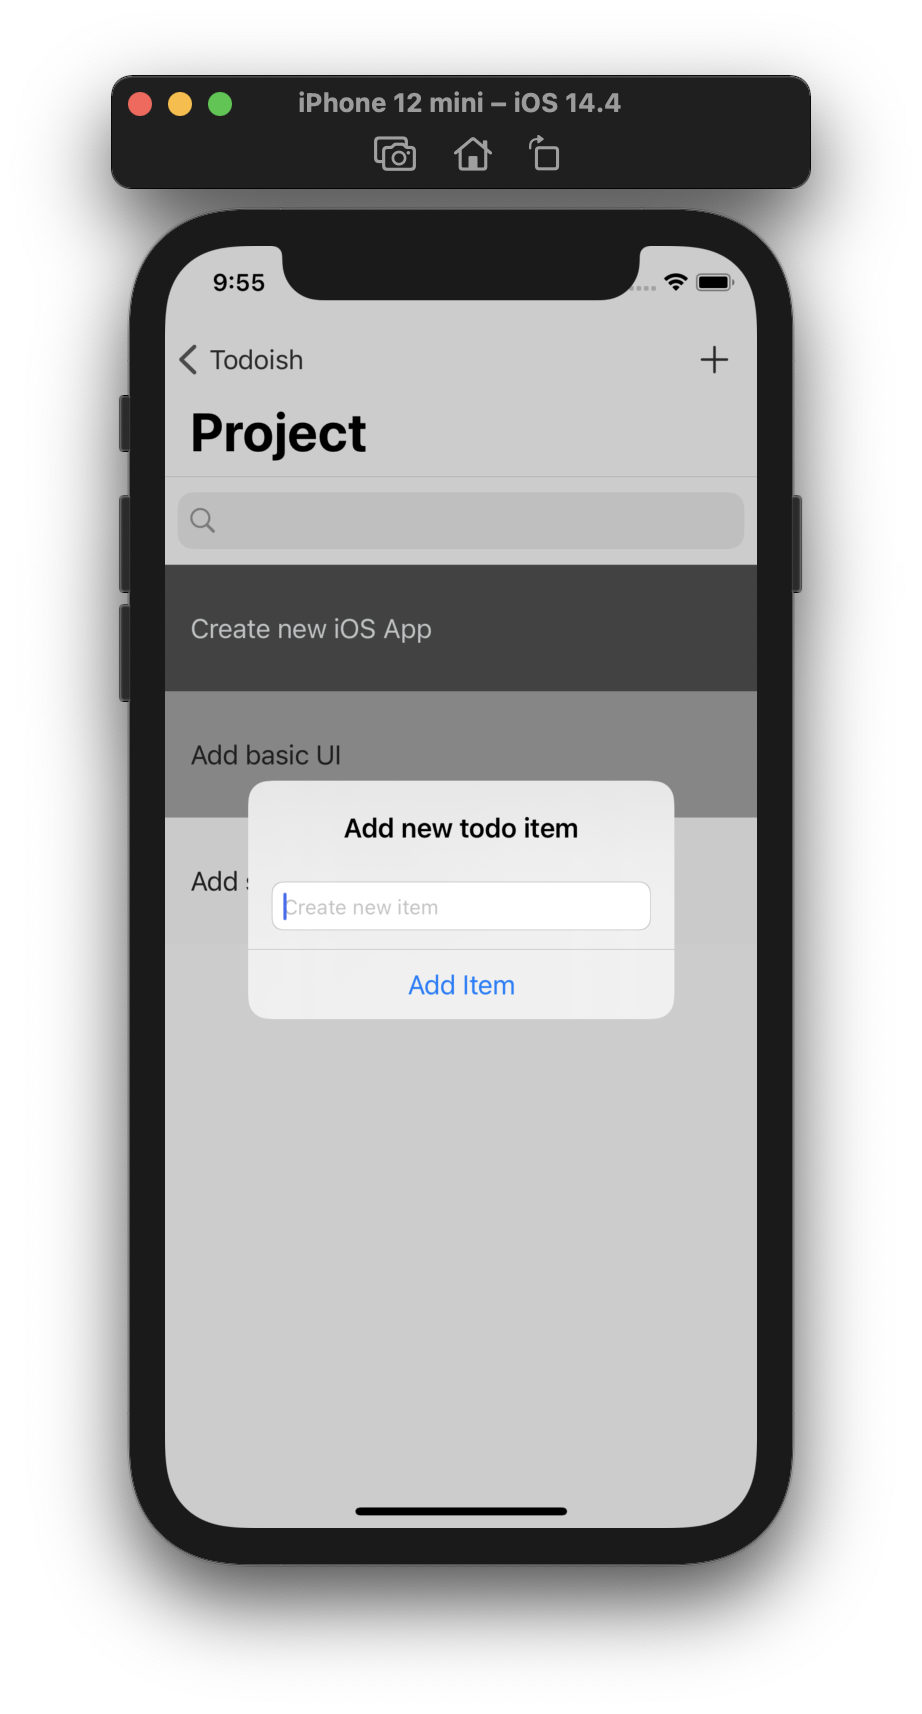 iPhone 12 mini – iOS 14.4
9:55
Todoish
Project
Create new iOS App
Add basic UI
Add
Add new todo item
Create new item
Add Item